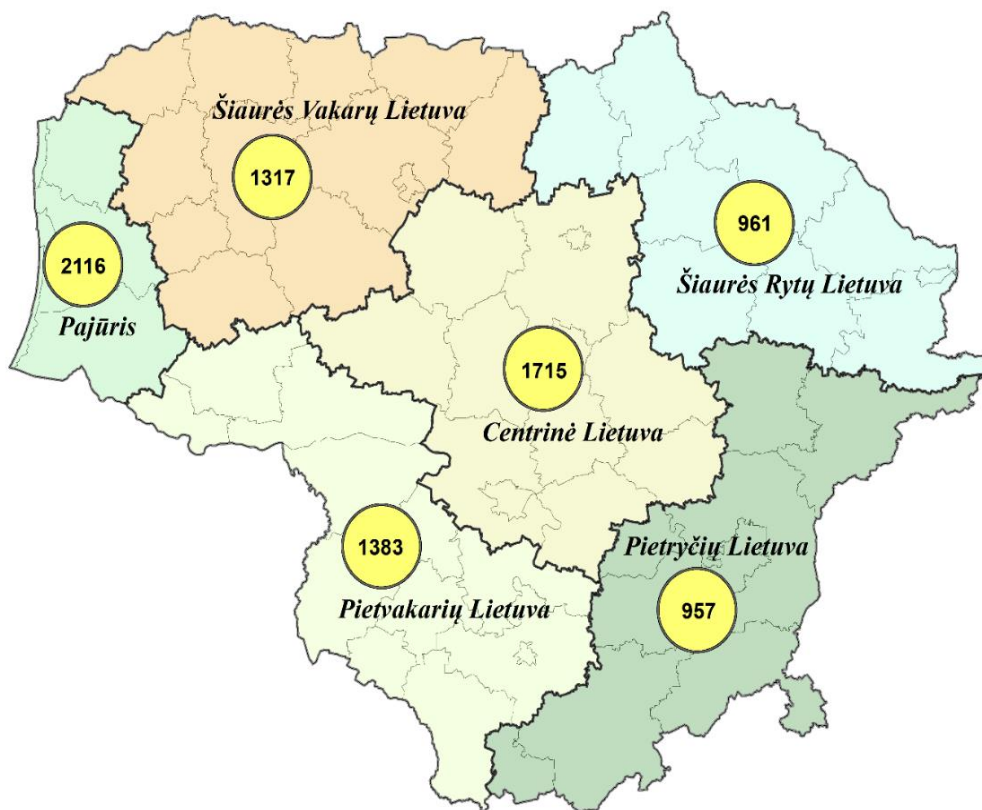 Šiaurės Vakarų Lietuva
1317
961
Šiaurės Rytų Lietuva
2116
Pajūris
1715
Centrinė Lietuva
1383
Pietvakarių Lietuva
Pietryčių Lietuva
957